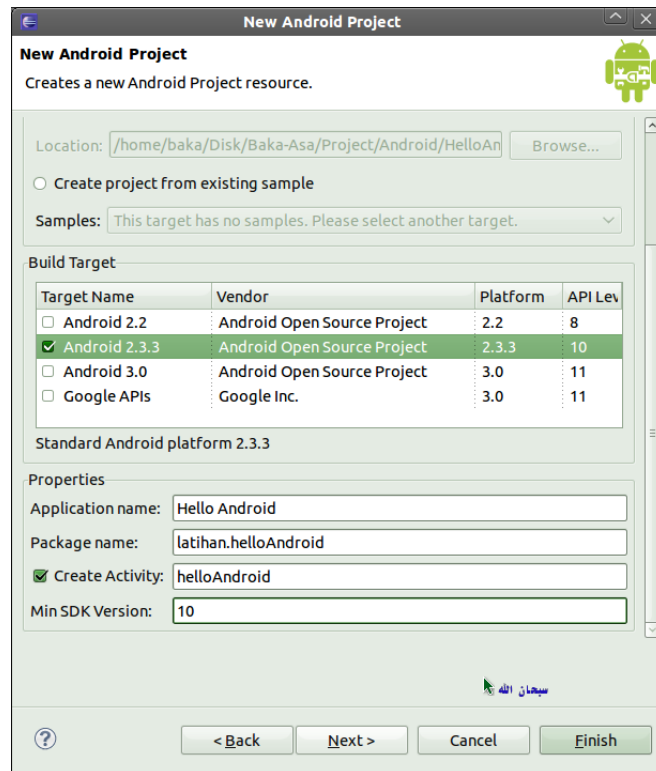 New Android Project
New Android Project
Creates a new Android Project resource.
Location: /home/baka/Disk/Baka-Asa/Project/Android/HelloAn Browse...
Create project from existing sample
Samples: This target has no samples. Please select another target.
Build Target
Target Name Vendor Platform API Lev
Android 2.2 Android Open Source Project 2.2 8
Android 2.3.3 Android Open Source Project 2.3.3 10
Android 3.0 Android Open Source Project 3.0 11
Google APIs Google Inc. 3.0 11
Standard Android platform 2.3.3
Properties
Application name: Hello Android
Package name: latihan.helloAndroid
Create Activity: helloAndroid
Min SDK Version: 10
سبحان الله
? < Back Next > Cancel Finish